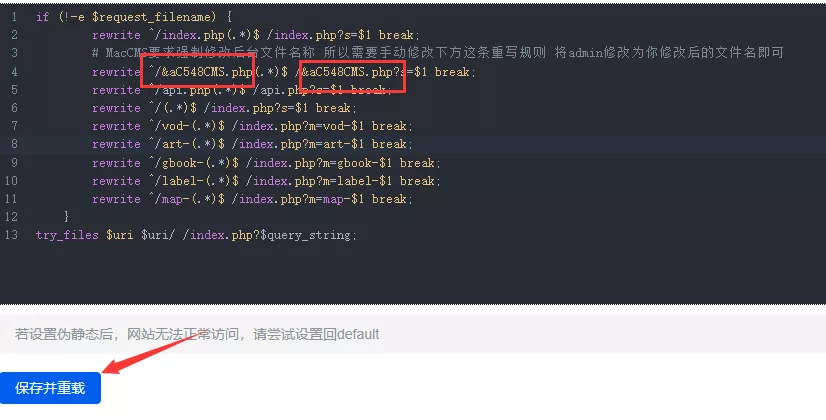 1 if (!-e $request_filename) {
2 rewrite ^/index.php(.*)$ /index.php?s=$1 break;
3 # MacCMS要求强制修改后台文件名称 所以需要手动修改下方这条重写规则 将admin修改为你修改后的文件名即可
4 rewrite ^/&aC548CMS.php(.*)$ /&aC548CMS.php?s=$1 break;
5 rewrite ^/api.php(.*)$ /api.php?s=$1 break;
6 rewrite ^/(.*)$ /index.php?s=$1 break;
7 rewrite ^/vod-(.*)$ /index.php?m=vod-$1 break;
8 rewrite ^/art-(.*)$ /index.php?m=art-$1 break;
9 rewrite ^/gbook-(.*)$ /index.php?m=gbook-$1 break;
10 rewrite ^/label-(.*)$ /index.php?m=label-$1 break;
11 rewrite ^/map-(.*)$ /index.php?m=map-$1 break;
12 }
13 try_files $uri $uri/ /index.php?$query_string;
若设置伪静态后，网站无法正常访问，请尝试设置回default
保存并重载